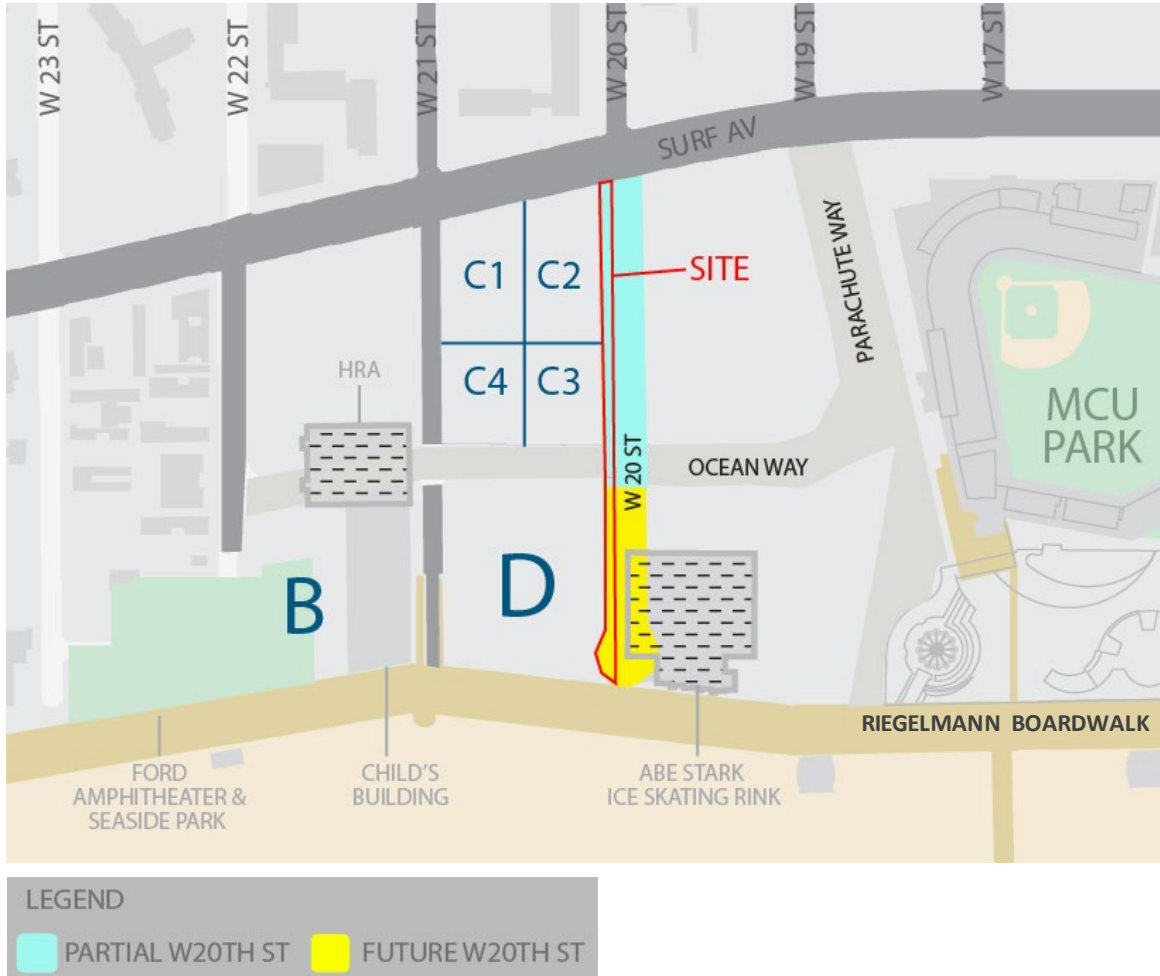 W 23 ST
W 22 ST
W 21 ST
W 20 ST
W 19 ST
W 17 ST
SURF AV
C1
C2
SITE
PARACHUTE WAY
HRA
C4
C3
MCU
PARK
W 20 ST
OCEAN WAY
B
D
RIEGELMANN BOARDWALK
FORD
AMPHITHEATER &
SEASIDE PARK
CHILD'S
BUILDING
ABE STARK
ICE SKATING RINK
LEGEND
PARTIAL W20TH ST
FUTURE W20TH ST